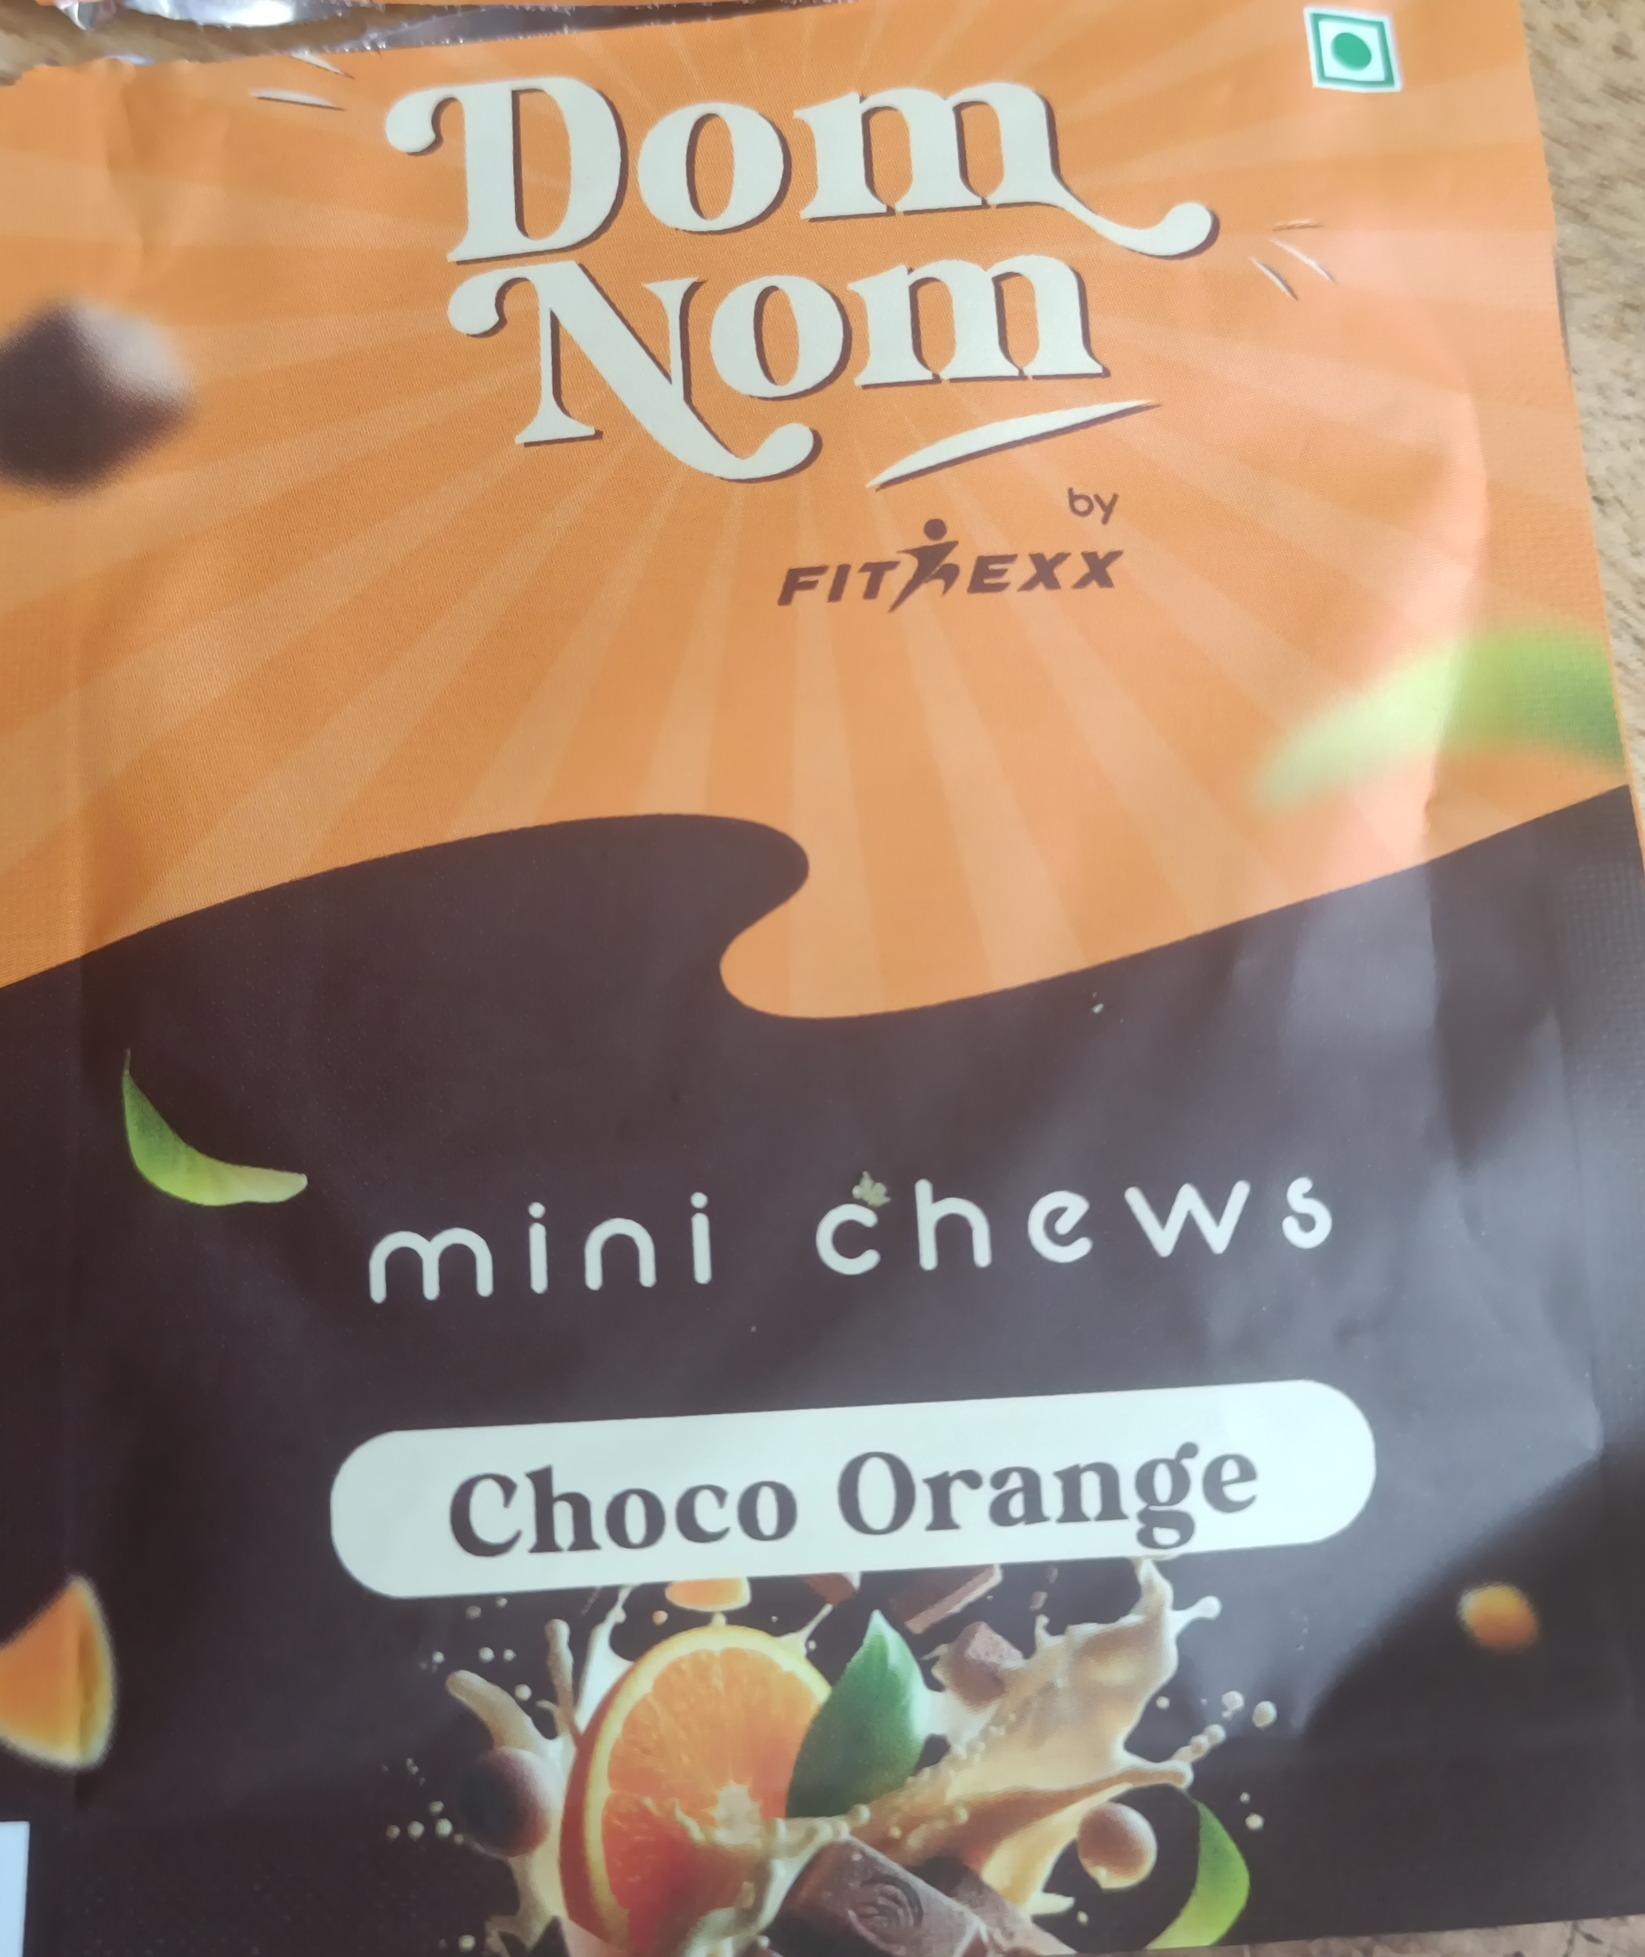 Dom
Nom
by
FITNEXX
mini chews
Choco Orange